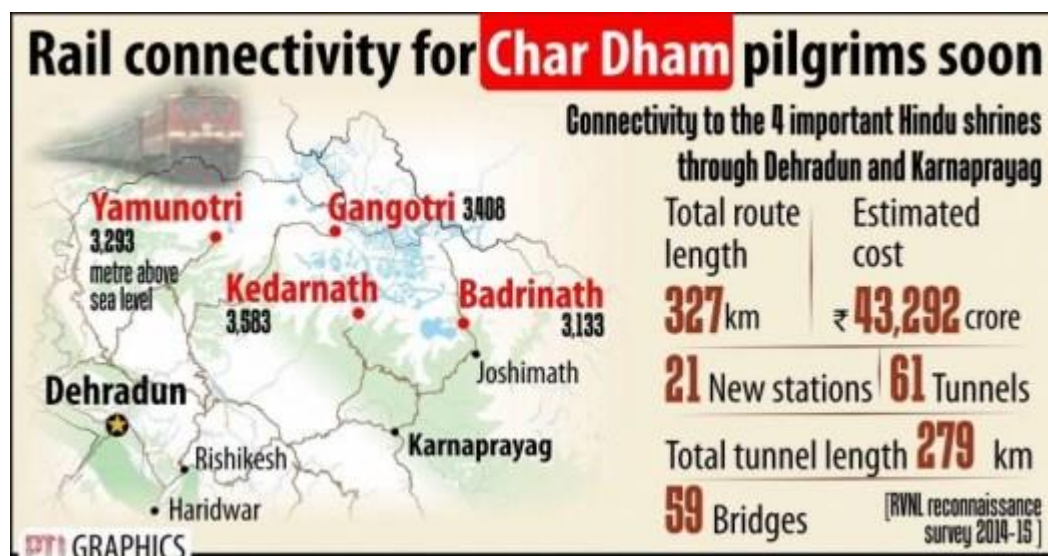 Rail connectivity for Char Dham pilgrims soon
Connectivity to the 4 important Hindu shrines
through Dehradun and Karnaprayag
Yamunotri
3,293
metre above
sea level
Gangotri 3,408
Kedarnath
3,583
Badrinath
3,133
Joshimath
Dehradun
Karnaprayag
Rishikesh
Haridwar
Total route
length
327 km
Estimated
cost
₹ 43,292 crore
21 New stations
61 Tunnels
Total tunnel length 279 km
59 Bridges
[RVNL reconnaissance
survey 2014-15 ]
PTI GRAPHICS